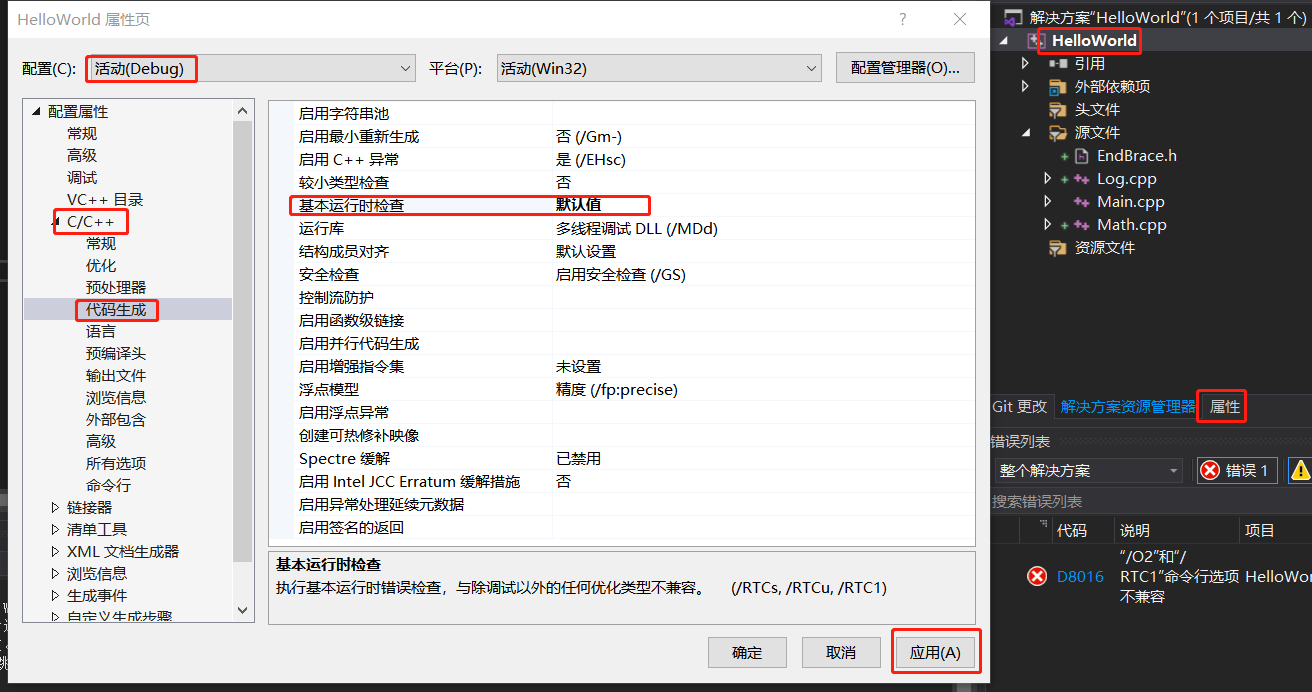 HelloWorld 属性页
?
配置(C):
活动(Debug)
平台(P):
活动(Win32)
配置管理器(O)...
配置属性
常规
高级
调试
VC++ 目录
C/C++
常规
优化
预处理器
代码生成
语言
预编译头
输出文件
浏览信息
外部包含
高级
所有选项
命令行
链接器
清单工具
XML 文档生成器
浏览信息
生成事件
自定义生成步骤
启用字符串池
启用最小重新生成 否 (/Gm-)
启用 C++ 异常 是 (/EHsc)
较小类型检查 否
基本运行时检查 默认值
运行库 多线程调试 DLL (/MDd)
结构成员对齐 默认设置
安全检查 启用安全检查 (/GS)
控制流防护
启用函数级链接
启用并行代码生成
启用增强指令集 未设置
浮点模型 精度 (/fp:precise)
启用浮点异常
创建可热修补映像
Spectre 缓解 已禁用
启用 Intel JCC Erratum 缓解措施 否
启用异常处理延续元数据
启用签名的返回
基本运行时检查
执行基本运行时错误检查，与除调试以外的任何优化类型不兼容。 (/RTCs, /RTCu, /RTC1)
确定
取消
应用(A)
解决方案“HelloWorld”(1 个项目/共 1 个)
HelloWorld
引用
外部依赖项
头文件
源文件
EndBrace.h
Log.cpp
Main.cpp
Math.cpp
资源文件
Git 更改
解决方案资源管理器
属性
错误列表
整个解决方案
错误 1
搜索错误列表
代码
说明
项目
D8016
“/O2”和“/
RTC1”命令行选项
不兼容
HelloWor